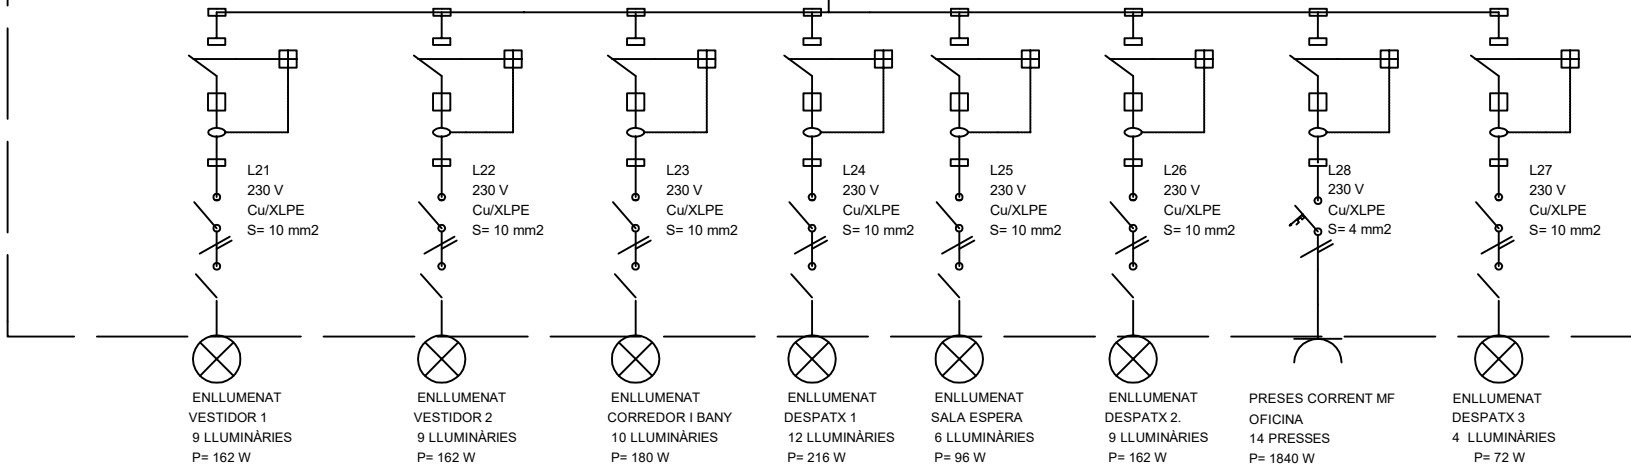 L21
230 V
Cu/XLPE
S= 10 mm2
L22
230 V
Cu/XLPE
S= 10 mm2
L23
230 V
Cu/XLPE
S= 10 mm2
L24
230 V
Cu/XLPE
S= 10 mm2
L25
230 V
Cu/XLPE
S= 10 mm2
L26
230 V
Cu/XLPE
S= 10 mm2
L28
230 V
Cu/XLPE
S= 4 mm2
L27
230 V
Cu/XLPE
S= 10 mm2
ENLLUMENAT
VESTIDOR 1
9 LLUMINÀRIES
P= 162 W
ENLLUMENAT
VESTIDOR 2
9 LLUMINÀRIES
P= 162 W
ENLLUMENAT
CORREDOR I BANY
10 LLUMINÀRIES
P= 180 W
ENLLUMENAT
DESPATX 1
12 LLUMINÀRIES
P= 216 W
ENLLUMENAT
SALA ESPERA
6 LLUMINÀRIES
P= 96 W
ENLLUMENAT
DESPATX 2.
9 LLUMINÀRIES
P= 162 W
PRESES CORRENT MF
OFICINA
14 PRESSES
P= 1840 W
ENLLUMENAT
DESPATX 3
4 LLUMINÀRIES
P= 72 W